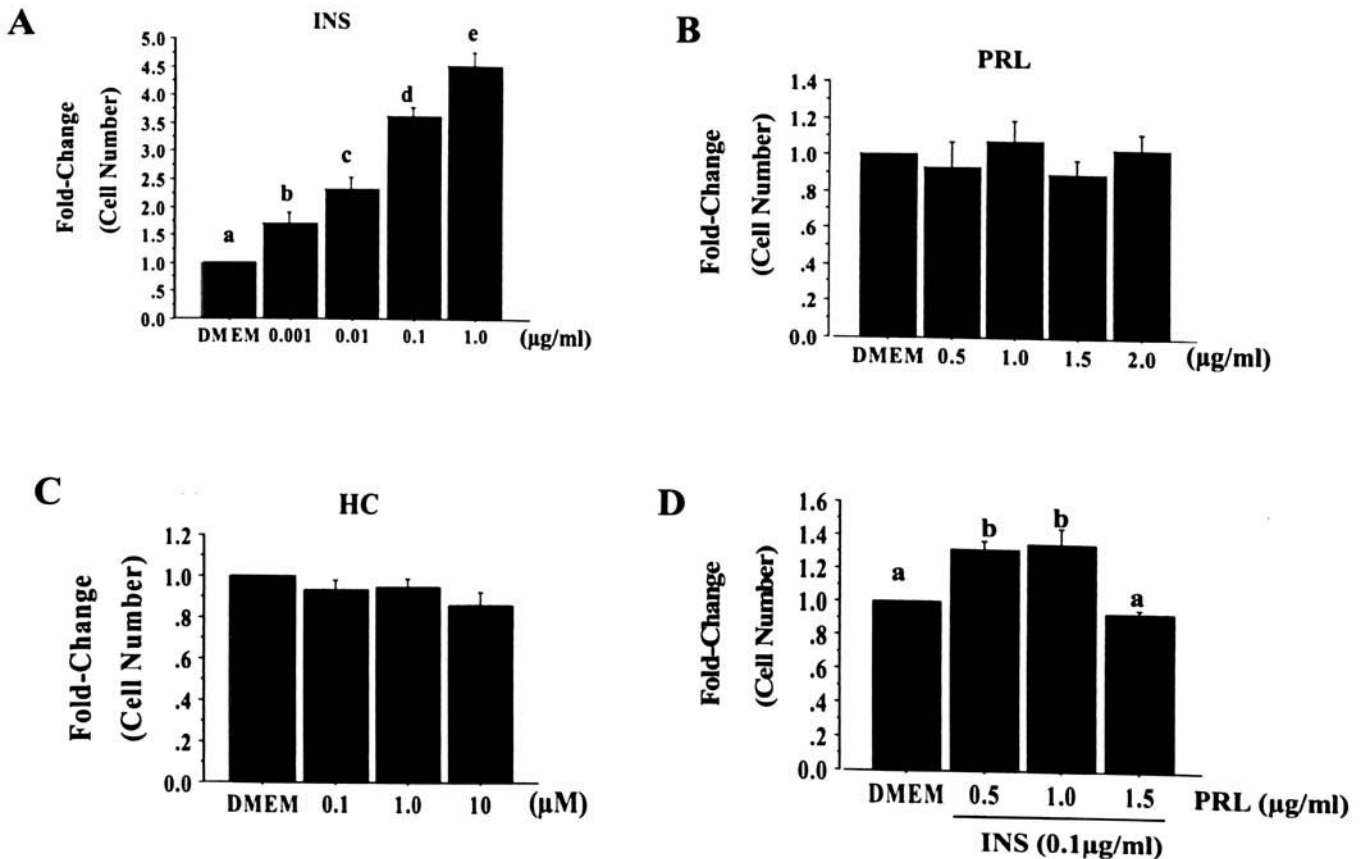 A
INS
Fold-Change
((Cell Number)
5.0
4.5
4.0
3.5
3.0
2.5
2.0
1.5
1.0
.5
0.0
a
b
c
d
e
DMEM 0.001 0.01 0.1 1.0 (µg/ml)
B
PRL
Fold-Change
((Cell Number)
1.4
1.2
1.0
.8
.6
.4
.2
0.0
DMEM 0.5 1.0 1.5 2.0 (µg/ml)
C
HC
Fold-Change
((Cell Number)
1.2
1.0
.8
.6
.4
.2
0.0
DMEM 0.1 1.0 10 (µM)
D
Fold-Change
((Cell Number)
1.6
1.4
1.2
1.0
.8
.6
.4
.2
0.0
a
b
b
a
DMEM 0.5 1.0 1.5 PRL (µg/ml)
INS (0.1µg/ml)